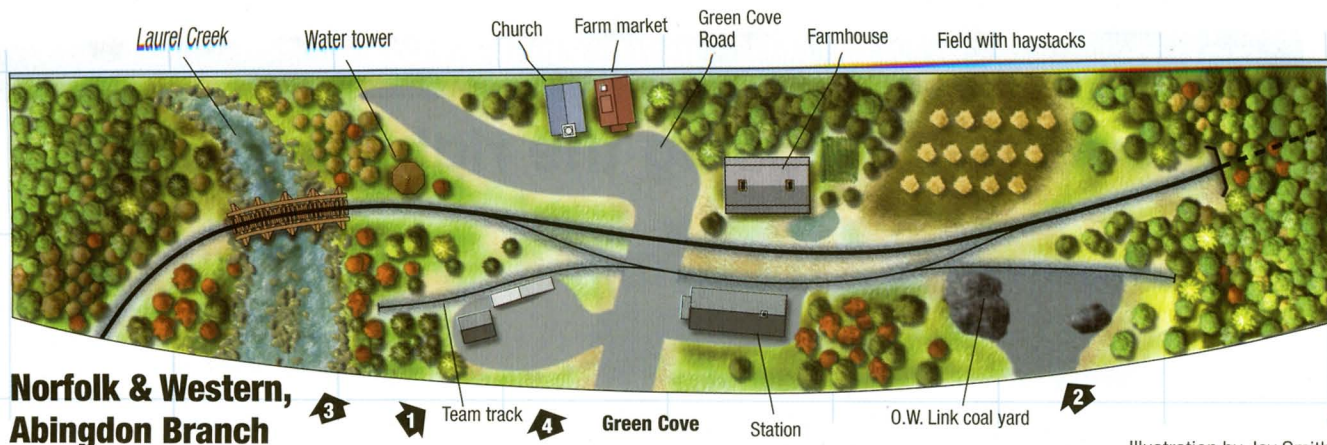 Laurel Creek
Water tower
Church
Farm market
Green Cove
Road
Farmhouse
Field with haystacks
Norfolk & Western,
Abingdon Branch
3
1
Team track
4
Green Cove
Station
O.W. Link coal yard
2